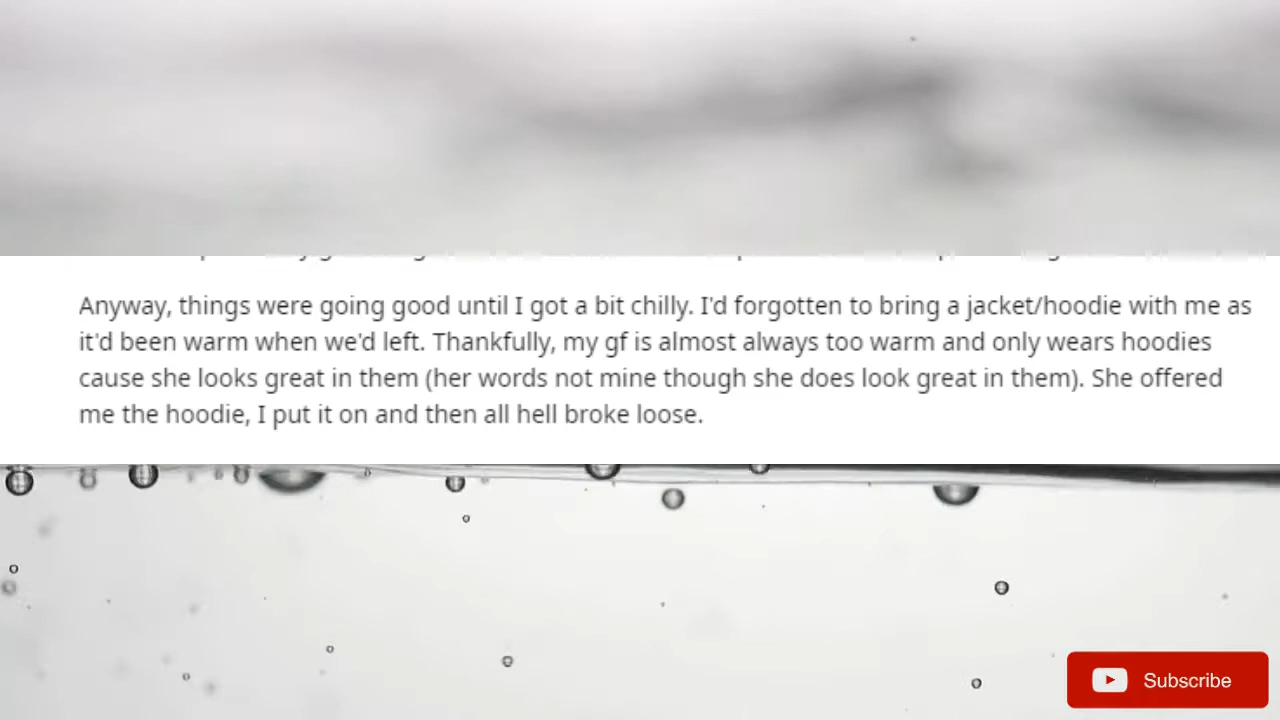 Anyway, things were going good until I got a bit chilly. I'd forgotten to bring a jacket/hoodie with me as
it'd been warm when we'd left. Thankfully, my gf is almost always too warm and only wears hoodies
cause she looks great in them (her words not mine though she does look great in them). She offered
me the hoodie, I put it on and then all hell broke loose.
Subscribe